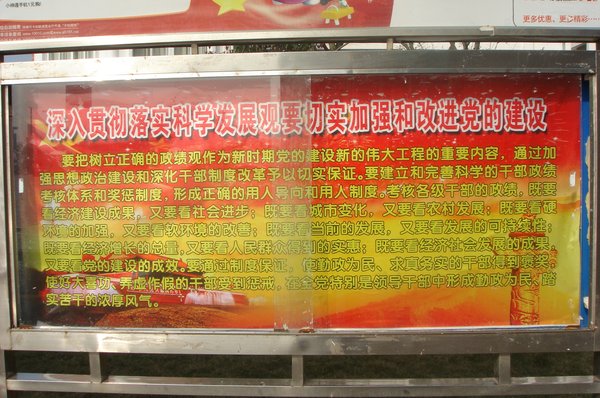 更多优惠、更多精彩……
深入贯彻落实科学发展观要切实加强和改进党的建设
要把树立正确的政绩观作为新时期党的建设新的伟大工程的重要内容，通过加
强思想政治建设和深化干部制度改革予以切实保证。要建立和完善科学的干部政绩
考核体系和奖惩制度，形成正确的用人导向和用人制度。考核各级干部的政绩，既要
看经济建设成果，又要看社会进步；既要看城市变化，又要看农村发展；既要看硬
环境的加强，又要看软环境的改善；既要看当前的发展，又要看发展的可持续性；
既要看经济增长的总量，又要看人民群众得到的实惠；既要看经济社会发展的成果，
又要看党的建设的成效。要通过制度保证，使勤政为民、求真务实的干部得到褒奖，
使好大喜功、弄虚作假的干部受到惩戒，在全党特别是领导干部中形成勤政为民、踏
实苦干的浓厚风气。